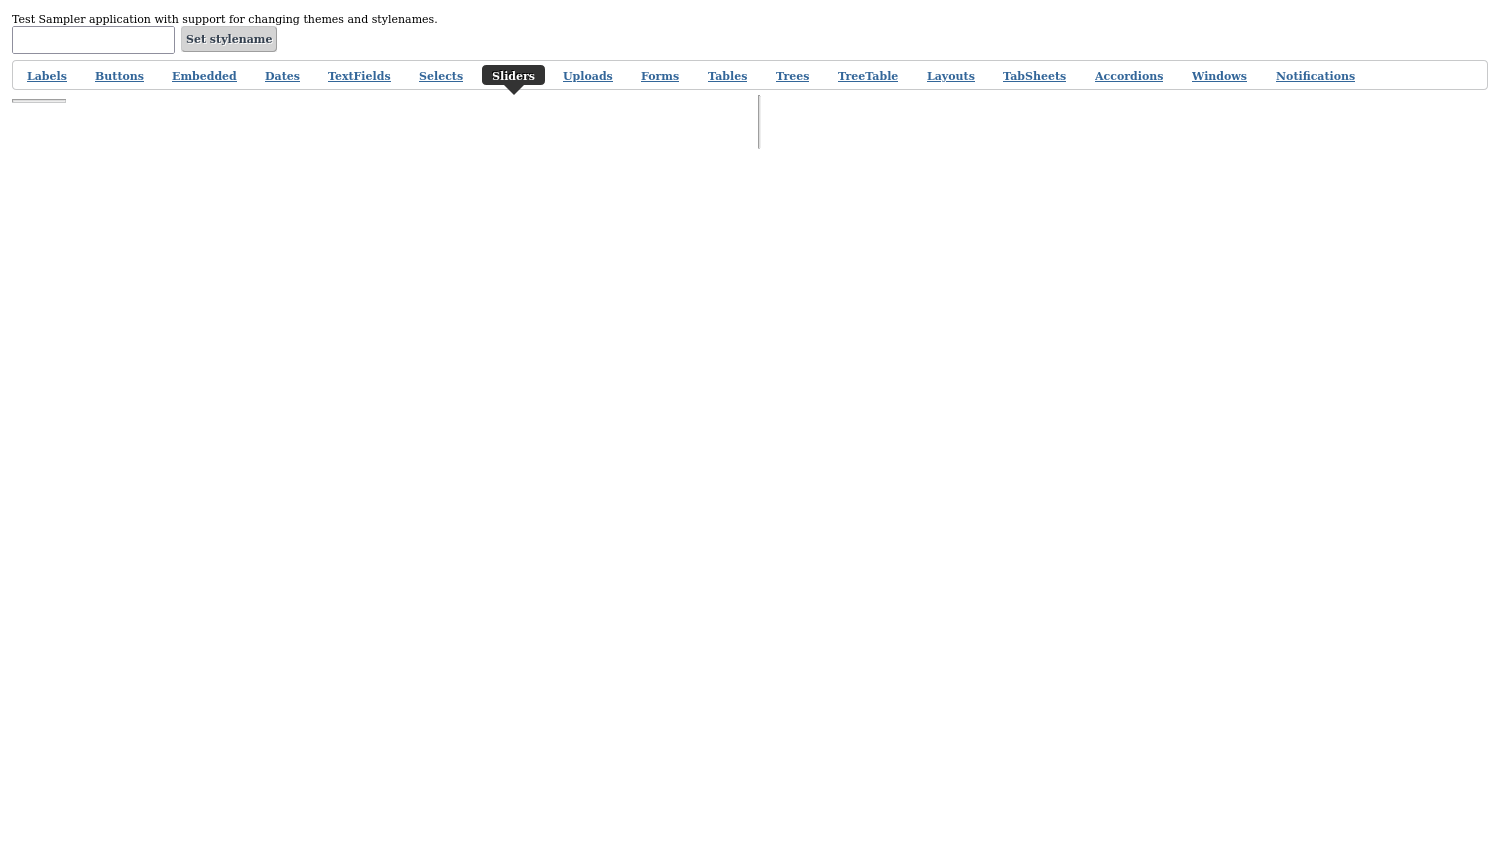 Test Sampler application with support for changing themes and stylenames.
Set stylename
Labels Buttons Embedded Dates TextFields Selects Sliders Uploads Forms Tables Trees TreeTable Layouts TabSheets Accordions Windows Notifications